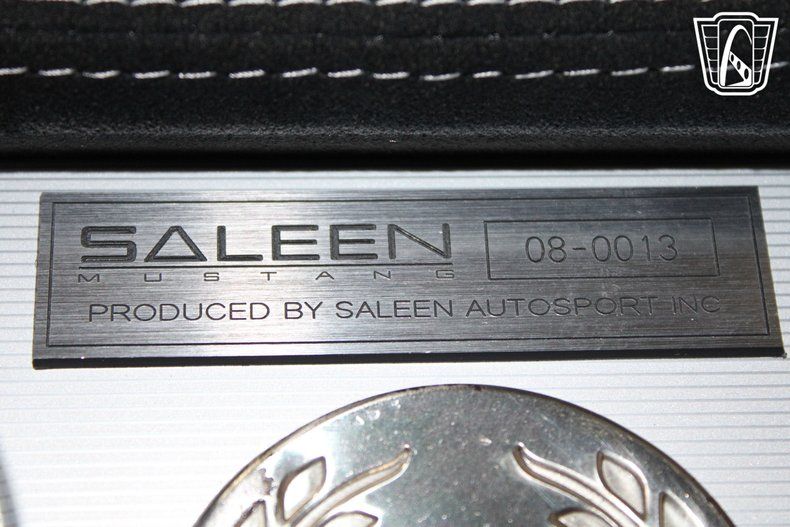 SALEEN
MUSTANG
08-0013
PRODUCED BY SALEEN AUTOSPORT INC